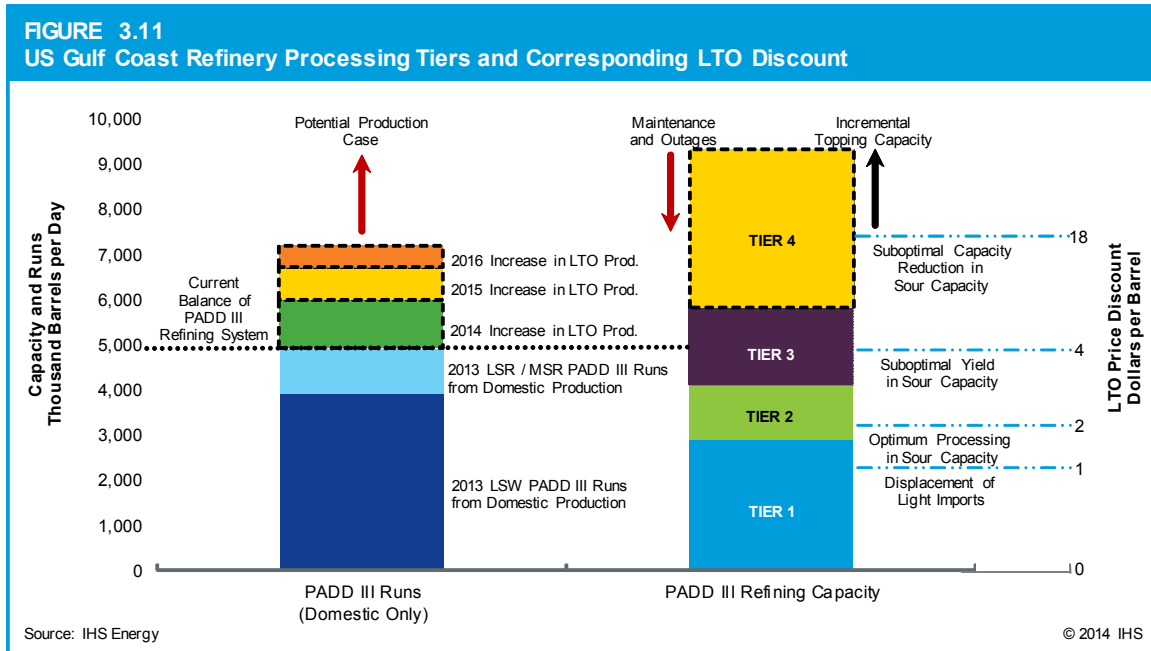 FIGURE 3.11
US Gulf Coast Refinery Processing Tiers and Corresponding LTO Discount
Capacity and Runs
Thousand Barrels per Day
10,000
9,000
8,000
7,000
6,000
5,000
4,000
3,000
2,000
1,000
0
Current
Balance of
PADD III
Refining System
Potential Production
Case
2016 Increase in LTO Prod.
2015 Increase in LTO Prod.
2014 Increase in LTO Prod.
2013 LSR / MSR PADD III Runs
from Domestic Production
2013 LSW PADD III Runs
from Domestic Production
Maintenance
and Outages
Incremental
Topping Capacity
TIER 4
TIER 3
TIER 2
TIER 1
Suboptimal Capacity
Reduction in
Sour Capacity
Suboptimal Yield
in Sour Capacity
Optimum Processing
in Sour Capacity
Displacement of
Light Imports
18
4
2
1
0
LTO Price Discount
Dollars per Barrel
PADD III Runs
(Domestic Only)
PADD III Refining Capacity
Source: IHS Energy
© 2014 IHS